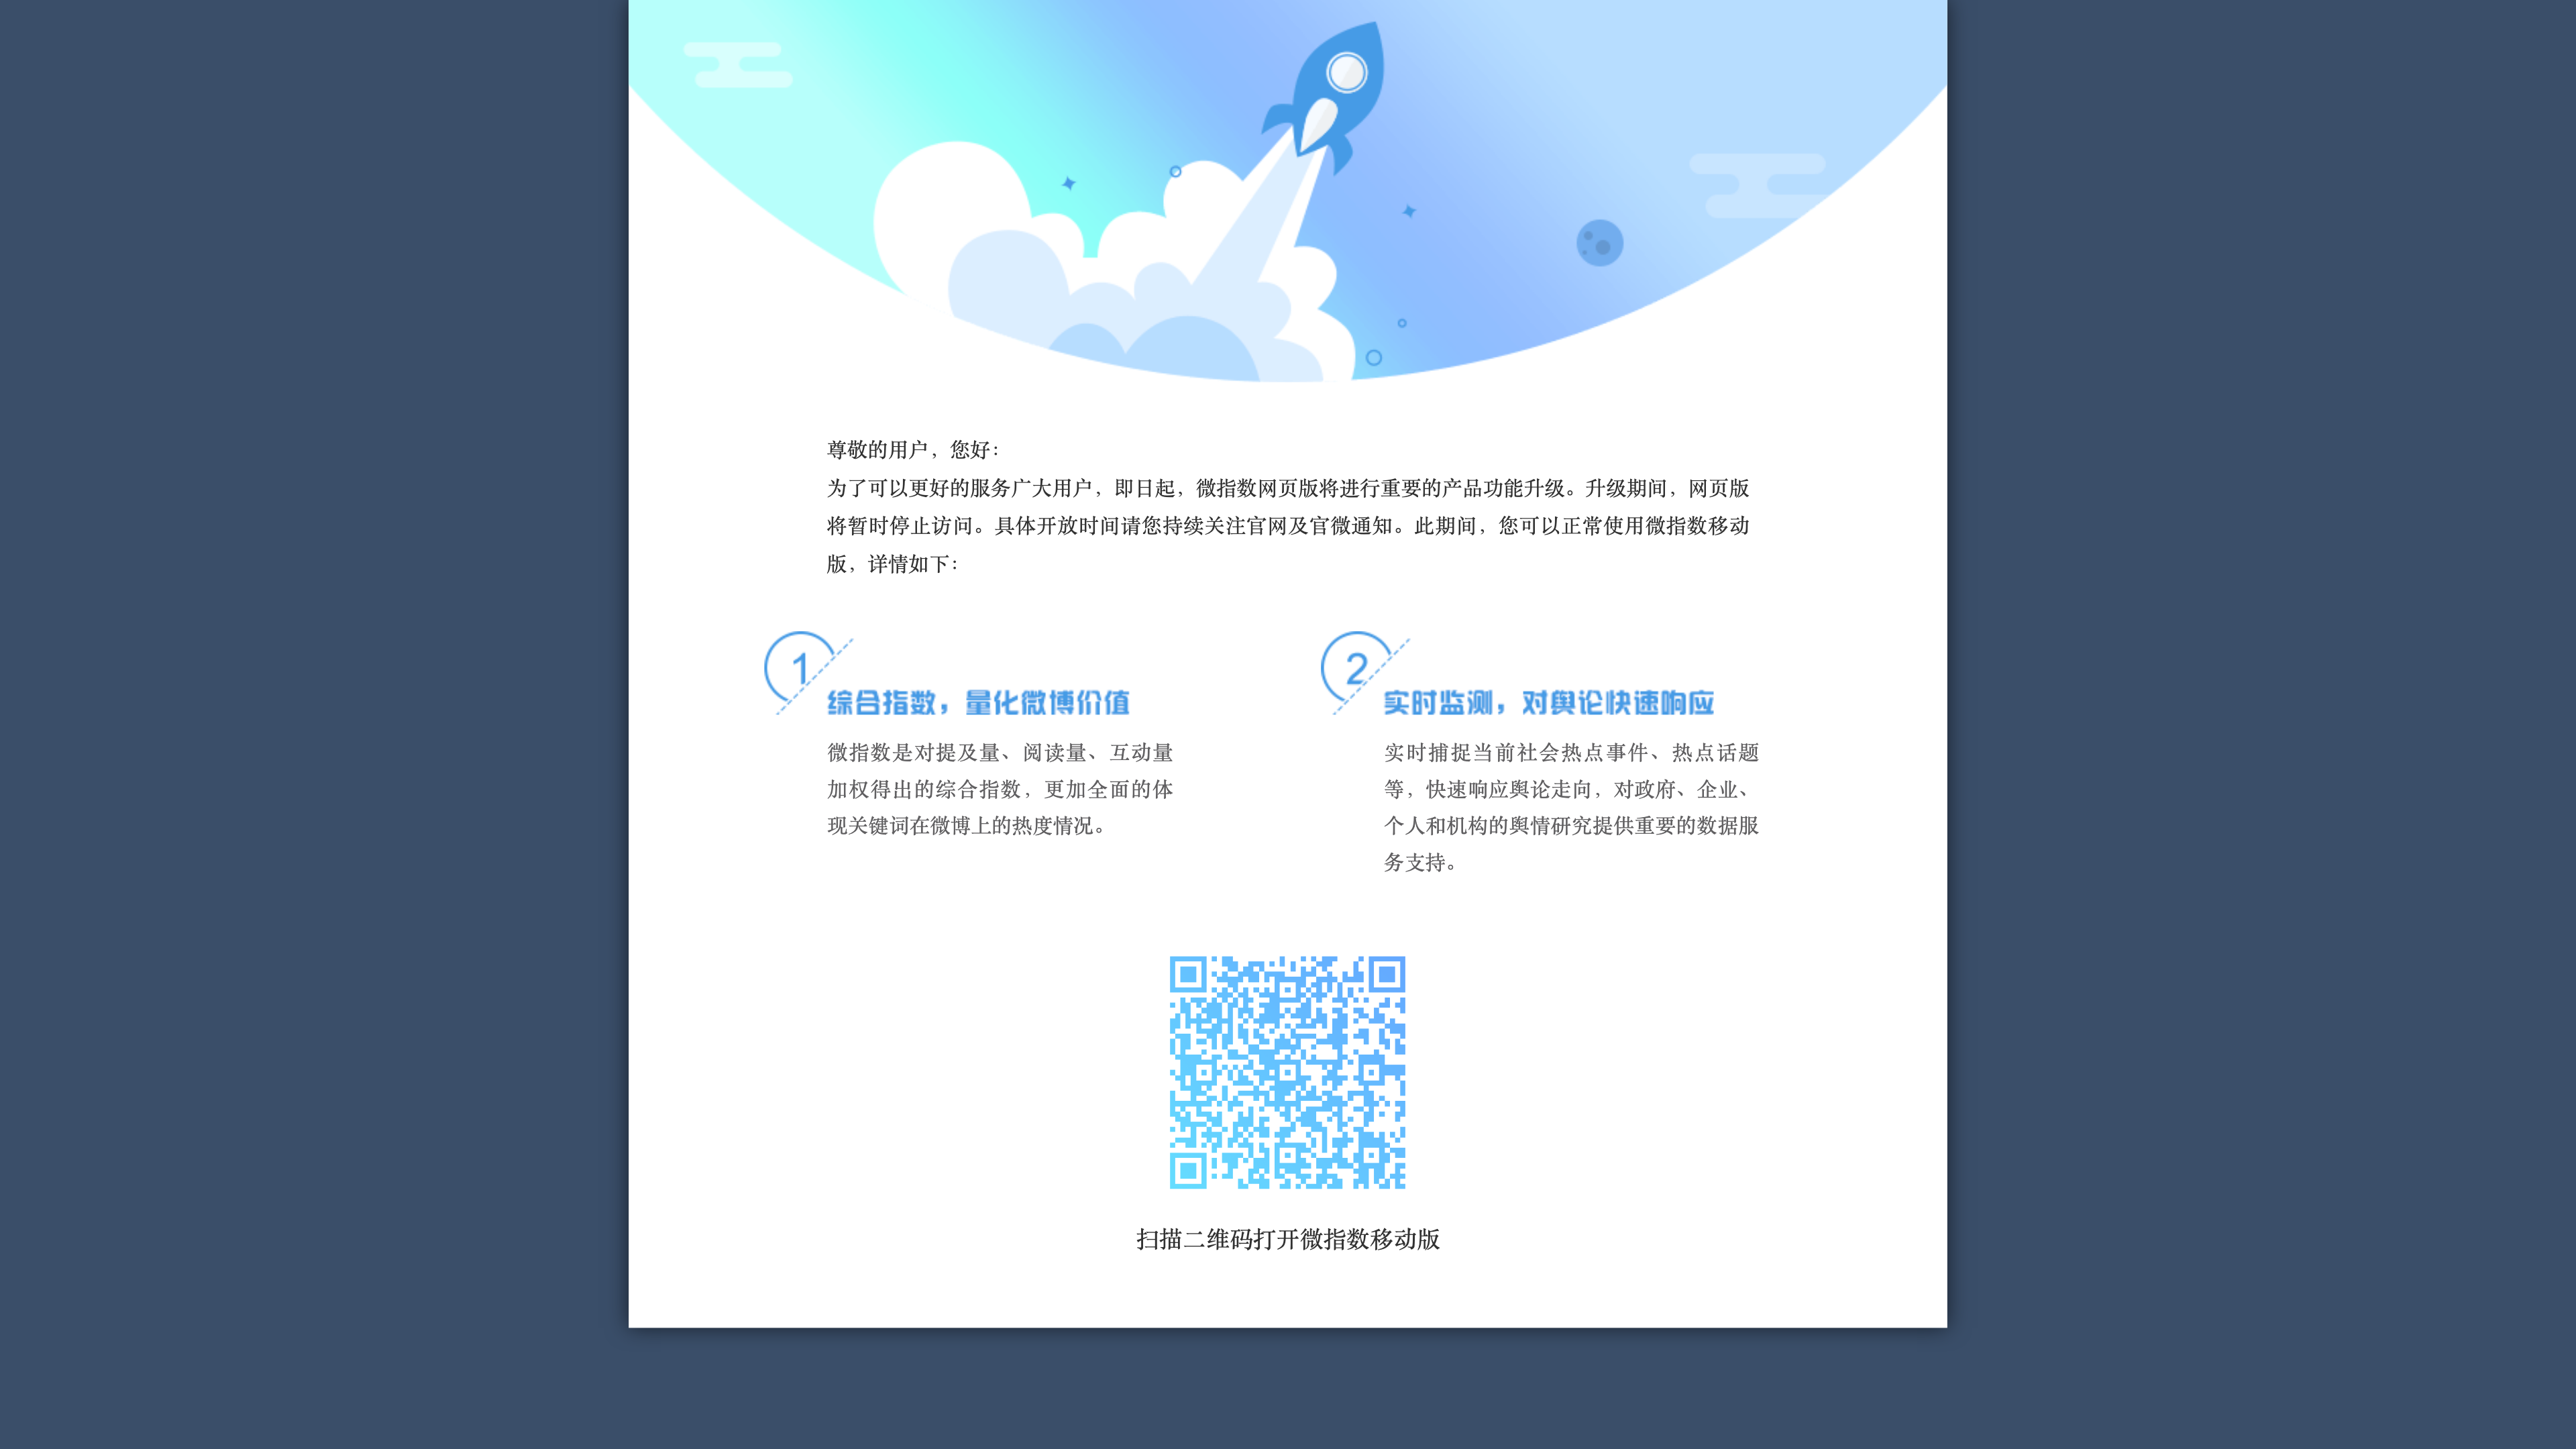 尊敬的用户，您好：
为了可以更好的服务广大用户，即日起，微指数网页版将进行重要的产品功能升级。升级期间，网页版
将暂时停止访问。具体开放时间请您持续关注官网及官微通知。此期间，您可以正常使用微指数移动
版，详情如下：
1
综合指数，量化微博价值
微指数是对提及量、阅读量、互动量
加权得出的综合指数，更加全面的体
现关键词在微博上的热度情况。
2
实时监测，对舆论快速响应
实时捕捉当前社会热点事件、热点话题
等，快速响应舆论走向，对政府、企业、
个人和机构的舆情研究提供重要的数据服
务支持。
扫描二维码打开微指数移动版